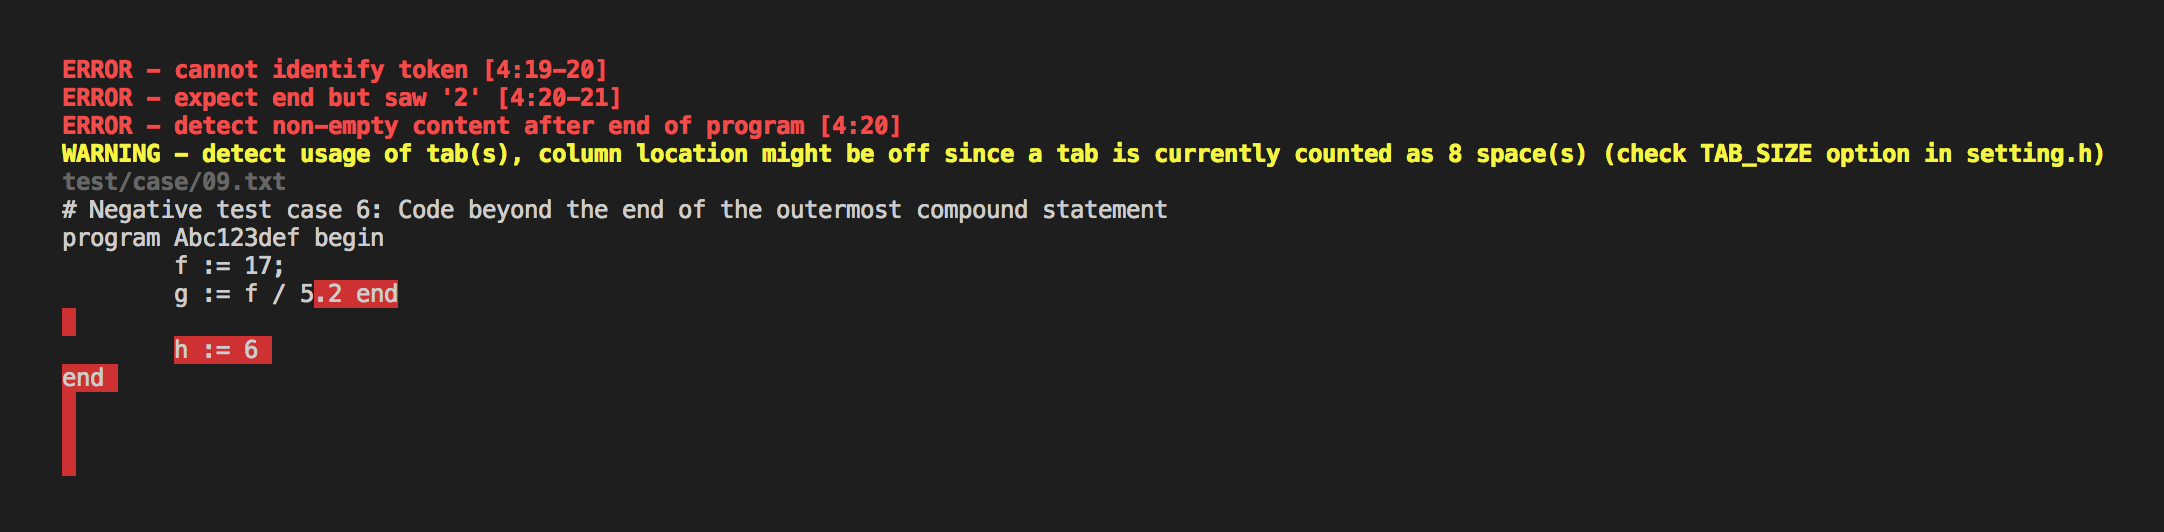 ERROR – cannot identify token [4:19–20]
ERROR – expect end but saw '2' [4:20–21]
ERROR – detect non-empty content after end of program [4:20]
WARNING – detect usage of tab(s), column location might be off since a tab is currently counted as 8 space(s) (check TAB_SIZE option in setting.h)
test/case/09.txt
# Negative test case 6: Code beyond the end of the outermost compound statement
program Abc123def begin
        f := 17;
        g := f / 5.2 end
        h := 6
end